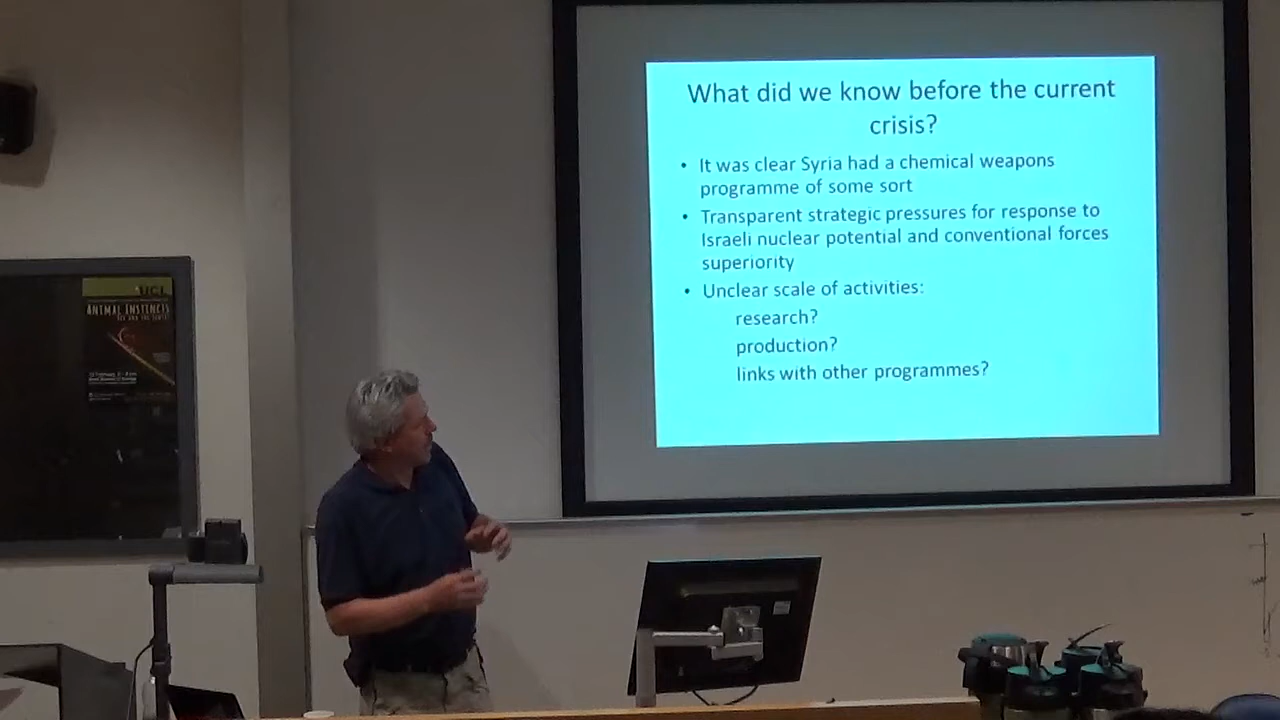 What did we know before the current
crisis?
• It was clear Syria had a chemical weapons
programme of some sort
• Transparent strategic pressures for response to
Israeli nuclear potential and conventional forces
superiority
• Unclear scale of activities:
research?
production?
links with other programmes?
UCL
ANIMAL INSTINCTS